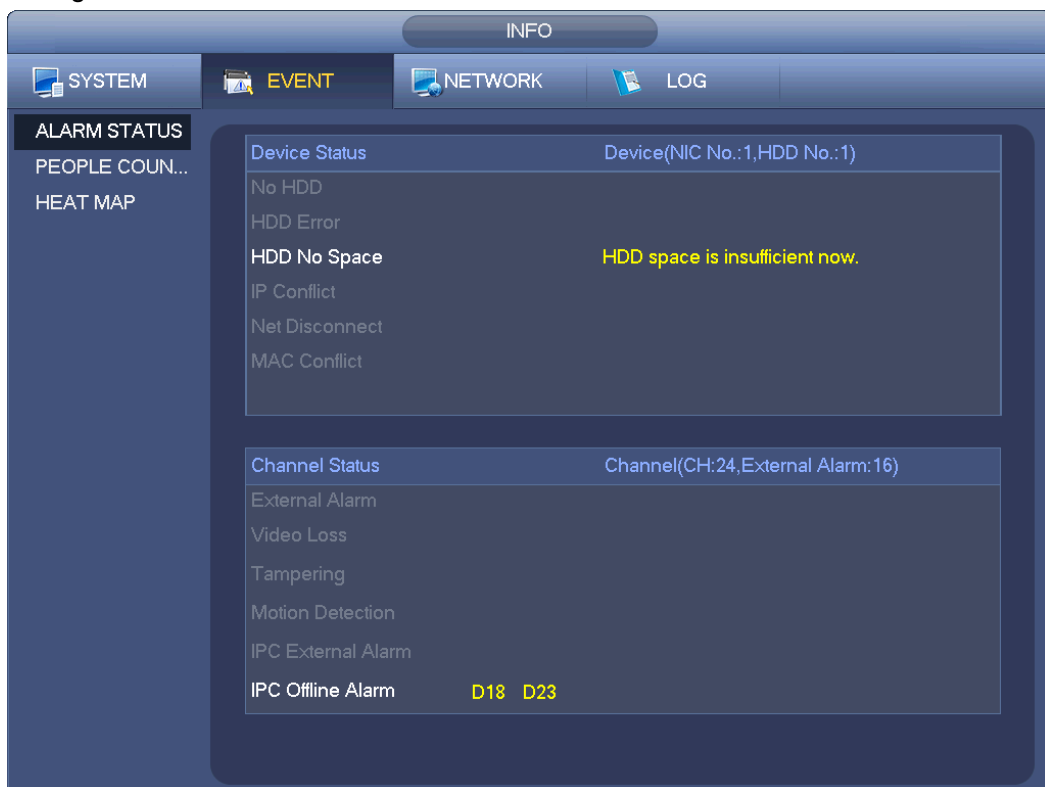 INFO
SYSTEM EVENT NETWORK LOG
ALARM STATUS
PEOPLE COUN...
HEAT MAP
Device Status Device(NIC No.:1,HDD No.:1)
No HDD
HDD Error
HDD No Space HDD space is insufficient now.
IP Conflict
Net Disconnect
MAC Conflict
Channel Status Channel(CH:24,External Alarm:16)
External Alarm
Video Loss
Tampering
Motion Detection
IPC External Alarm
IPC Offline Alarm D18 D23